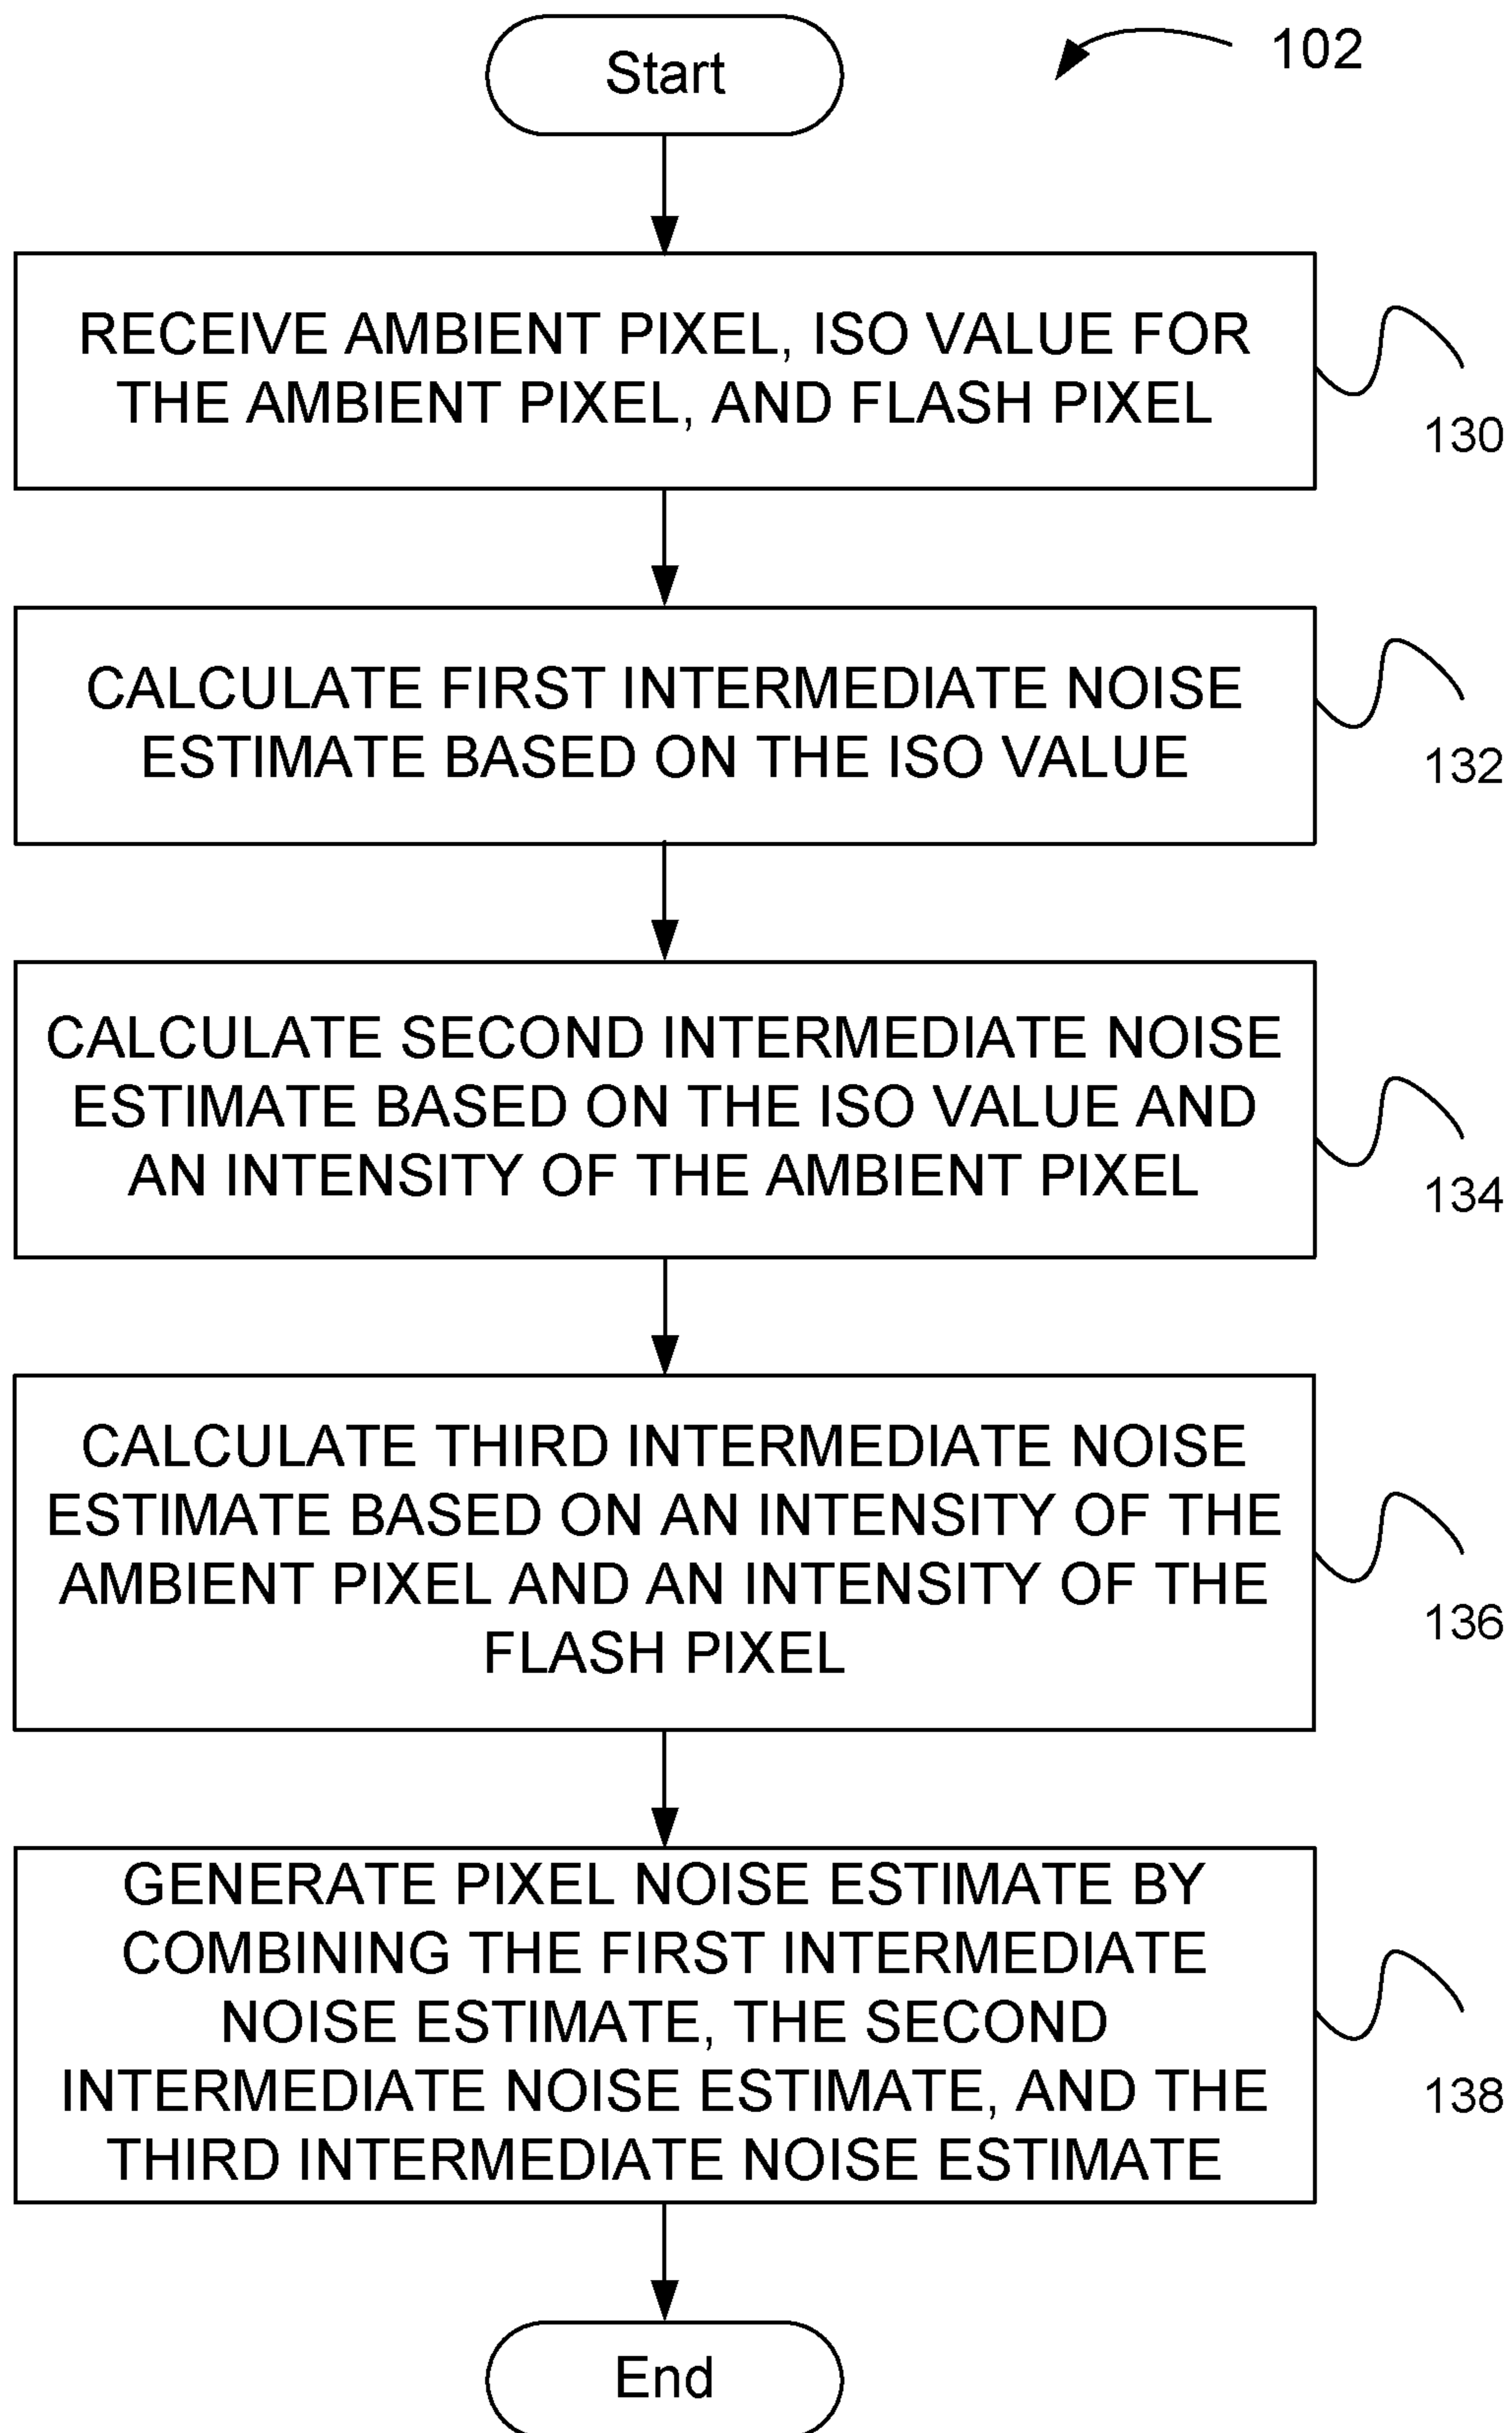 Start
102
RECEIVE AMBIENT PIXEL, ISO VALUE FOR
THE AMBIENT PIXEL, AND FLASH PIXEL
130
CALCULATE FIRST INTERMEDIATE NOISE
ESTIMATE BASED ON THE ISO VALUE
132
CALCULATE SECOND INTERMEDIATE NOISE
ESTIMATE BASED ON THE ISO VALUE AND
AN INTENSITY OF THE AMBIENT PIXEL
134
CALCULATE THIRD INTERMEDIATE NOISE
ESTIMATE BASED ON AN INTENSITY OF THE
AMBIENT PIXEL AND AN INTENSITY OF THE
FLASH PIXEL
136
GENERATE PIXEL NOISE ESTIMATE BY
COMBINING THE FIRST INTERMEDIATE
NOISE ESTIMATE, THE SECOND
INTERMEDIATE NOISE ESTIMATE, AND THE
THIRD INTERMEDIATE NOISE ESTIMATE
138
End